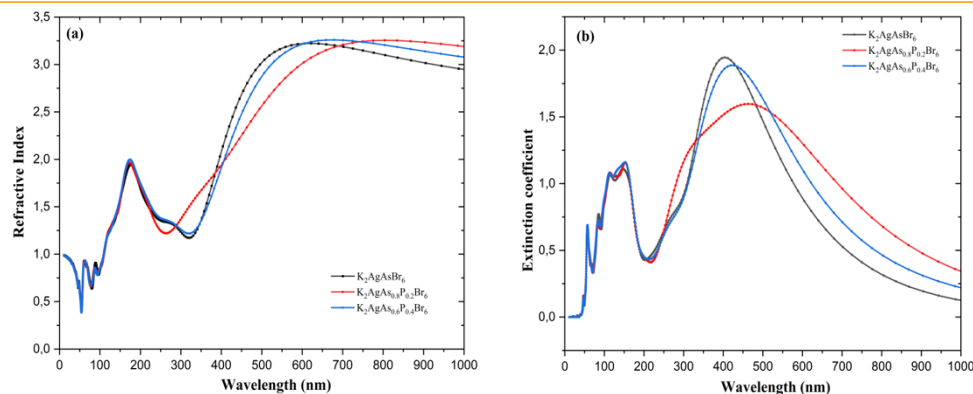 (a)
3,5
3,0
2,5
2,0
1,5
1,0
0,5
0,0
Refractive Index
K₂AgAsBr₆
K₂AgAs₀.₈P₀.₂Br₆
K₂AgAs₀.₆P₀.₄Br₆
0 100 200 300 400 500 600 700 800 900 1000
Wavelength (nm)
(b)
K₂AgAsBr₆
K₂AgAs₀.₈P₀.₂Br₆
K₂AgAs₀.₆P₀.₄Br₆
2,0
1,5
1,0
0,5
0,0
Extinction coefficient
0 100 200 300 400 500 600 700 800 900 1000
Wavelength (nm)